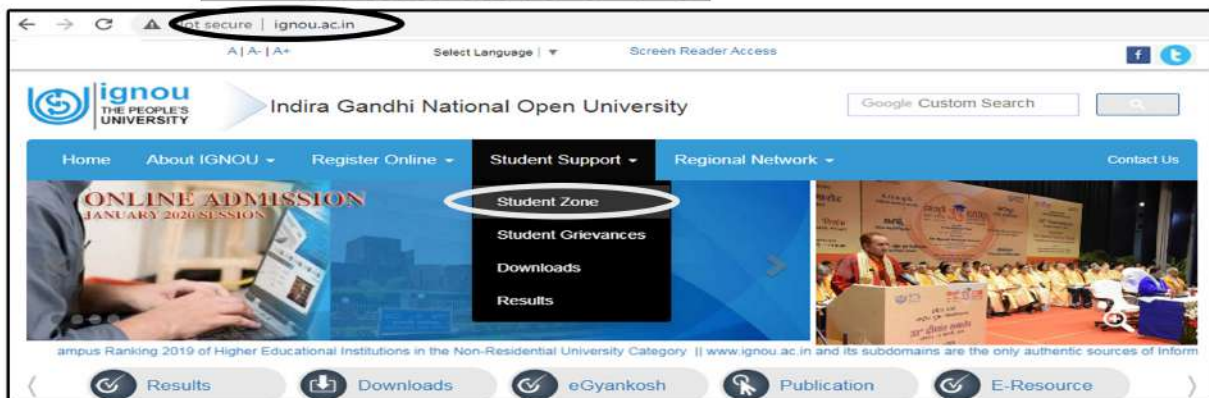 Not secure | ignou.ac.in
A | A- | A+ Select Language | ▼ Screen Reader Access
ignou
THE PEOPLE'S
UNIVERSITY
Indira Gandhi National Open University
Google Custom Search
Home About IGNOU Register Online Student Support Regional Network Contact Us
ONLINE ADMISSION
JANUARY 2020 SESSION
Student Zone
Student Grievances
Downloads
Results
ampus Ranking 2019 of Higher Educational Institutions in the Non-Residential University Category || www.ignou.ac.in and its subdomains are the only authentic sources of Inform
Results Downloads eGyankosh Publication E-Resource